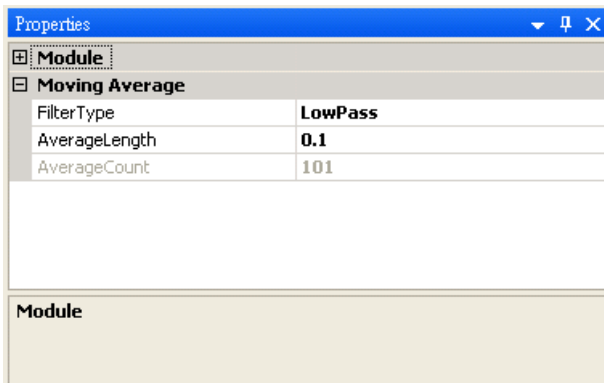 Properties
Module
Moving Average
FilterType LowPass
AverageLength 0.1
AverageCount 101
Module